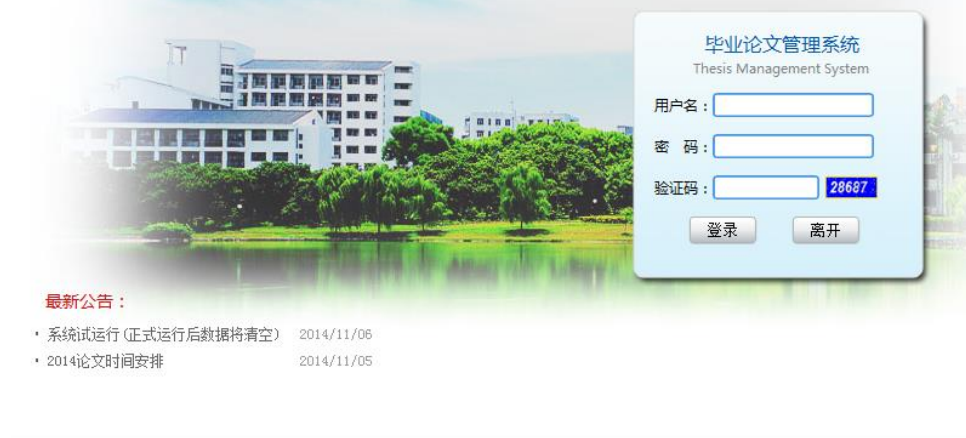 毕业论文管理系统
Thesis Management System
用户名：
密 码：
验证码： 28687
登录 离开
最新公告：
· 系统试运行(正式运行后数据将清空) 2014/11/06
· 2014论文时间安排 2014/11/05